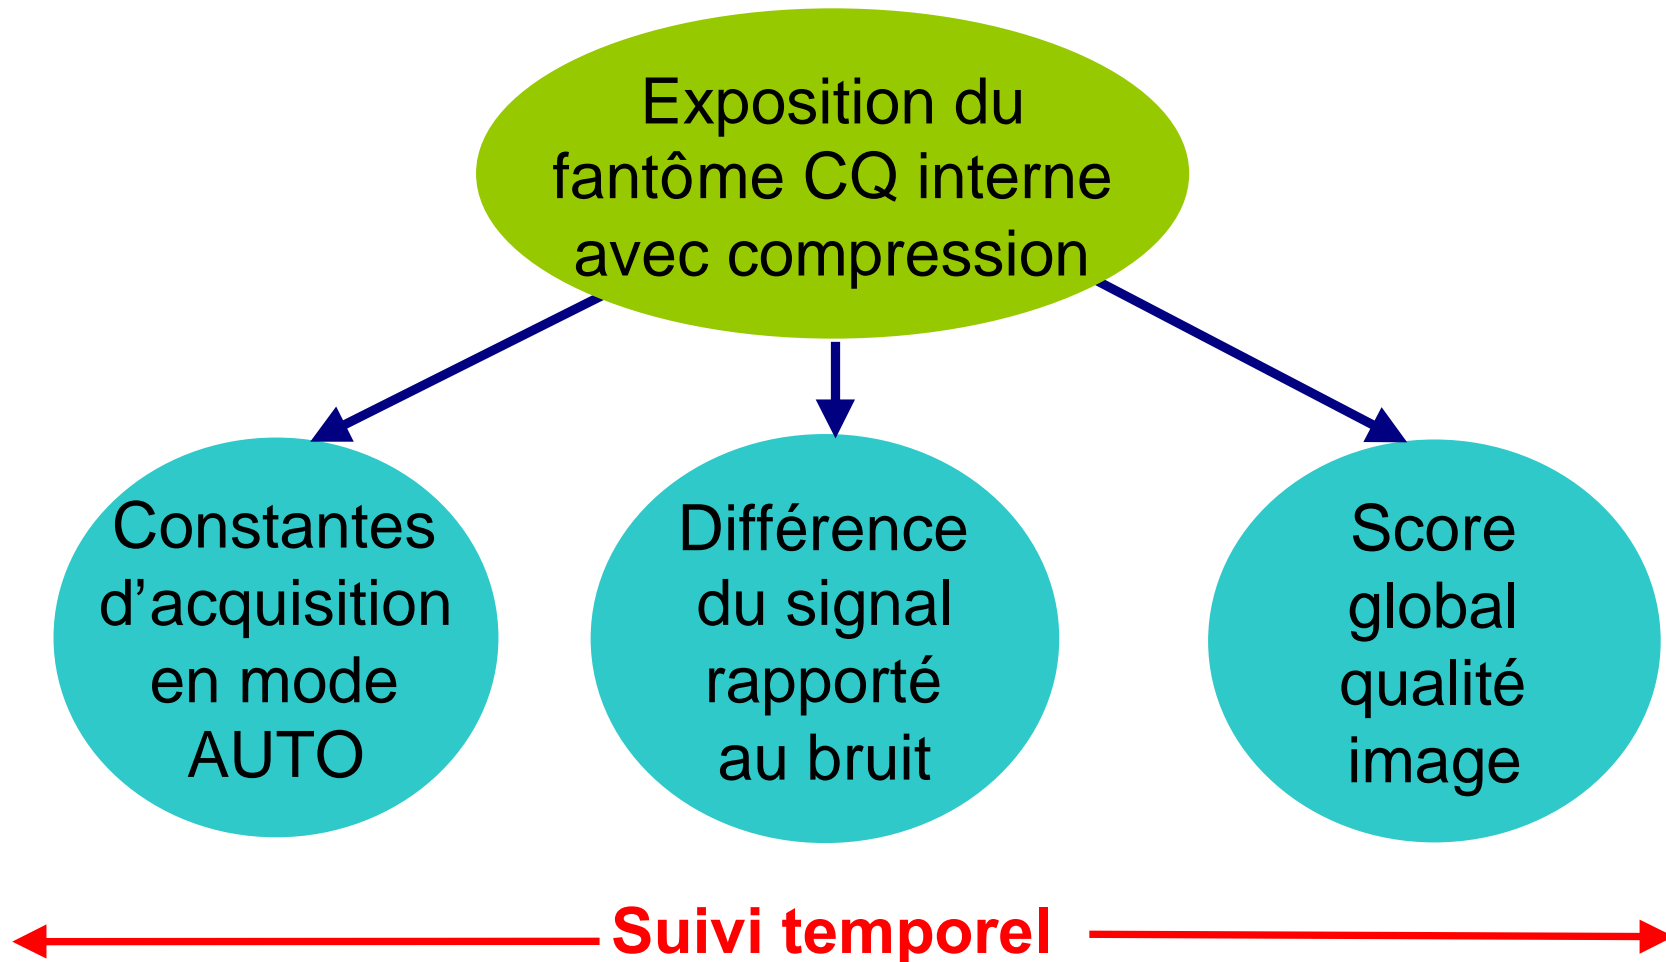 Exposition du
fantôme CQ interne
avec compression
Constantes
d’acquisition
en mode
AUTO
Différence
du signal
rapporté
au bruit
Score
global
qualité
image
Suivi temporel